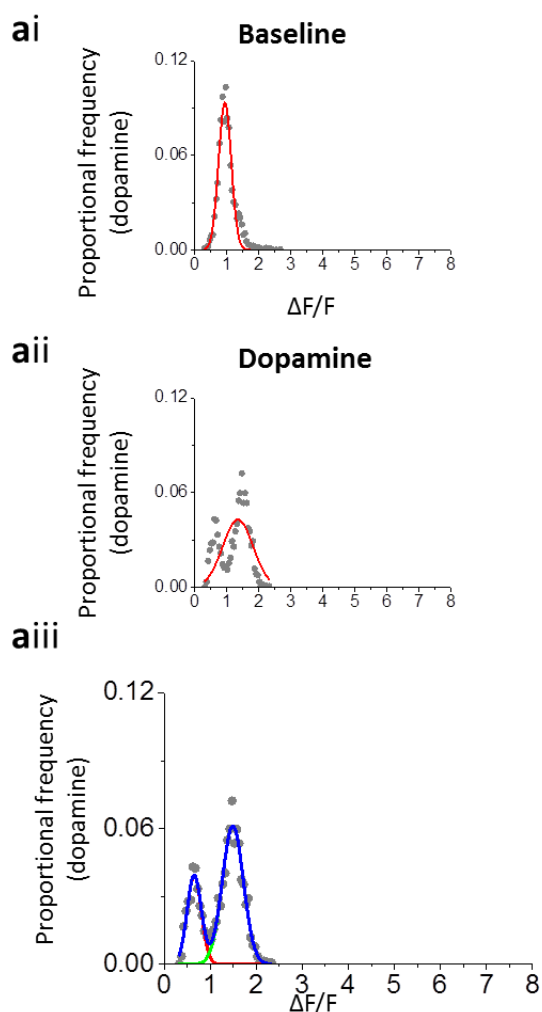 ai
Baseline
Proportional frequency
(dopamine)
0.12
0.06
0.00
0 1 2 3 4 5 6 7 8
ΔF/F
aii
Dopamine
Proportional frequency
(dopamine)
0.12
0.06
0.00
0 1 2 3 4 5 6 7 8
aiii
Proportional frequency
(dopamine)
0.12
0.06
0.00
0 1 2 3 4 5 6 7 8
ΔF/F